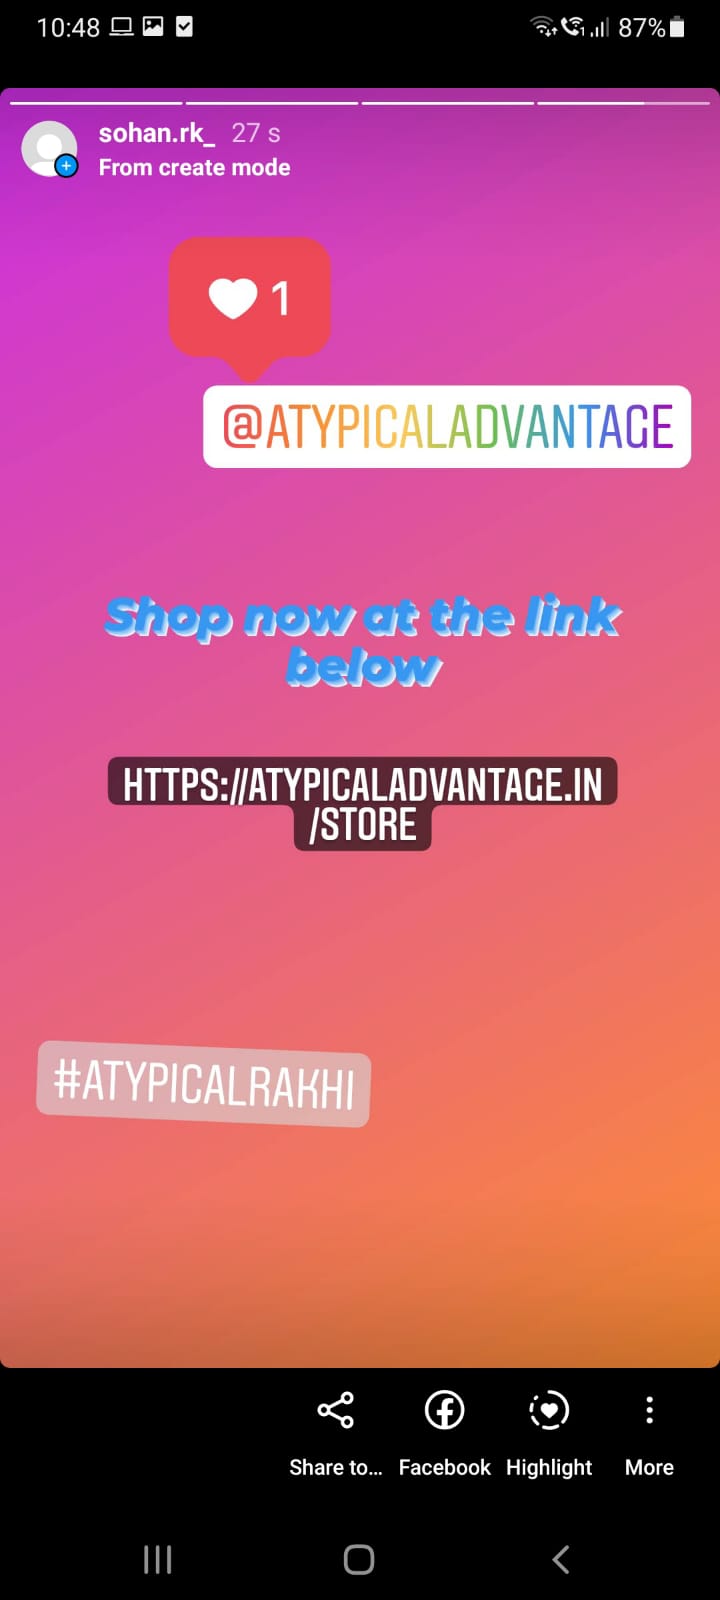 10:48
87%
sohan.rk_ 27 s
From create mode
1
@ATYPICALADVANTAGE
Shop now at the link
below
HTTPS://ATYPICALADVANTAGE.IN
/STORE
#ATYPICALRAKHI
Share to... Facebook Highlight More